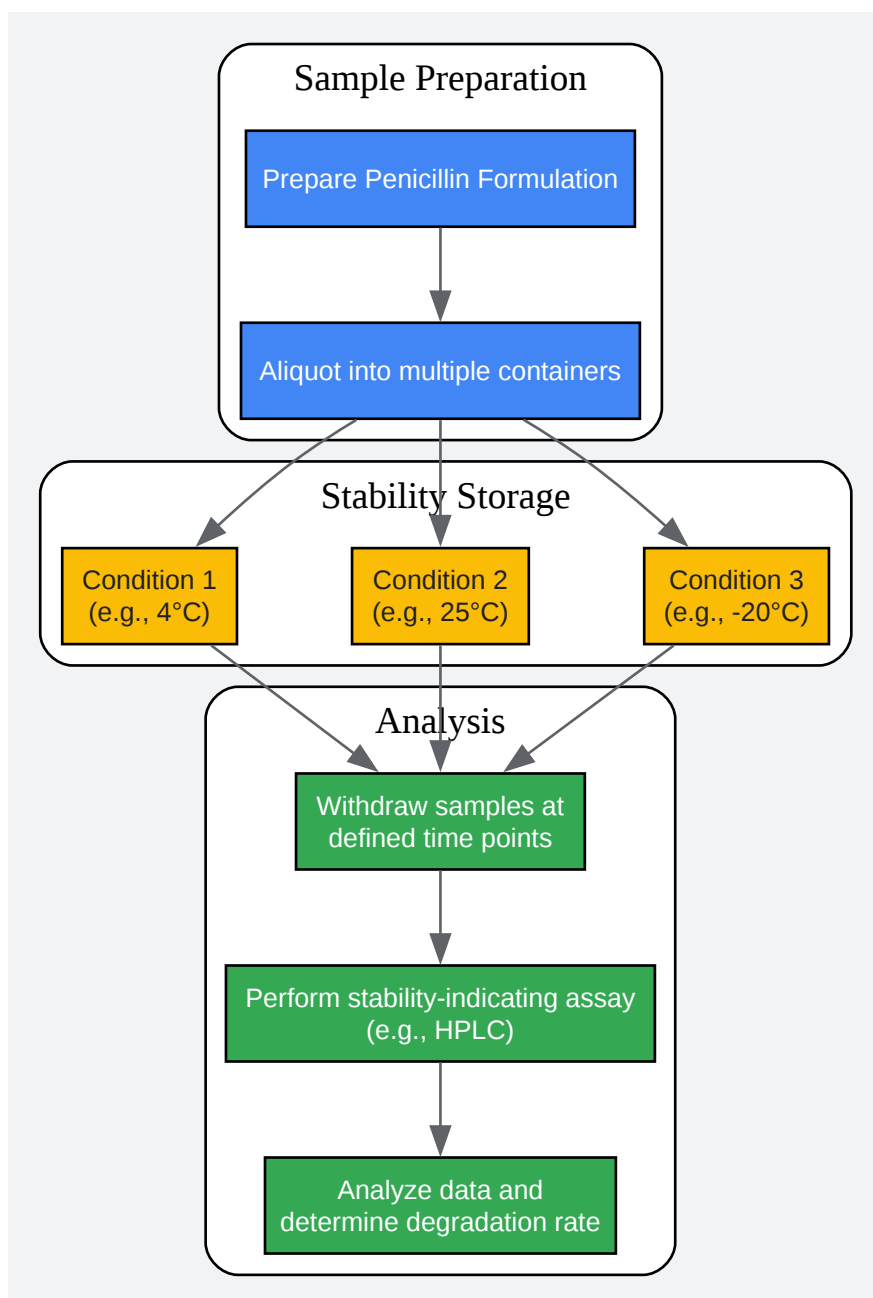 Sample Preparation
Prepare Penicillin Formulation
Aliquot into multiple containers
Stability Storage
Condition 1
(e.g., 4°C)
Condition 2
(e.g., 25°C)
Condition 3
(e.g., -20°C)
Analysis
Withdraw samples at
defined time points
Perform stability-indicating assay
(e.g., HPLC)
Analyze data and
determine degradation rate